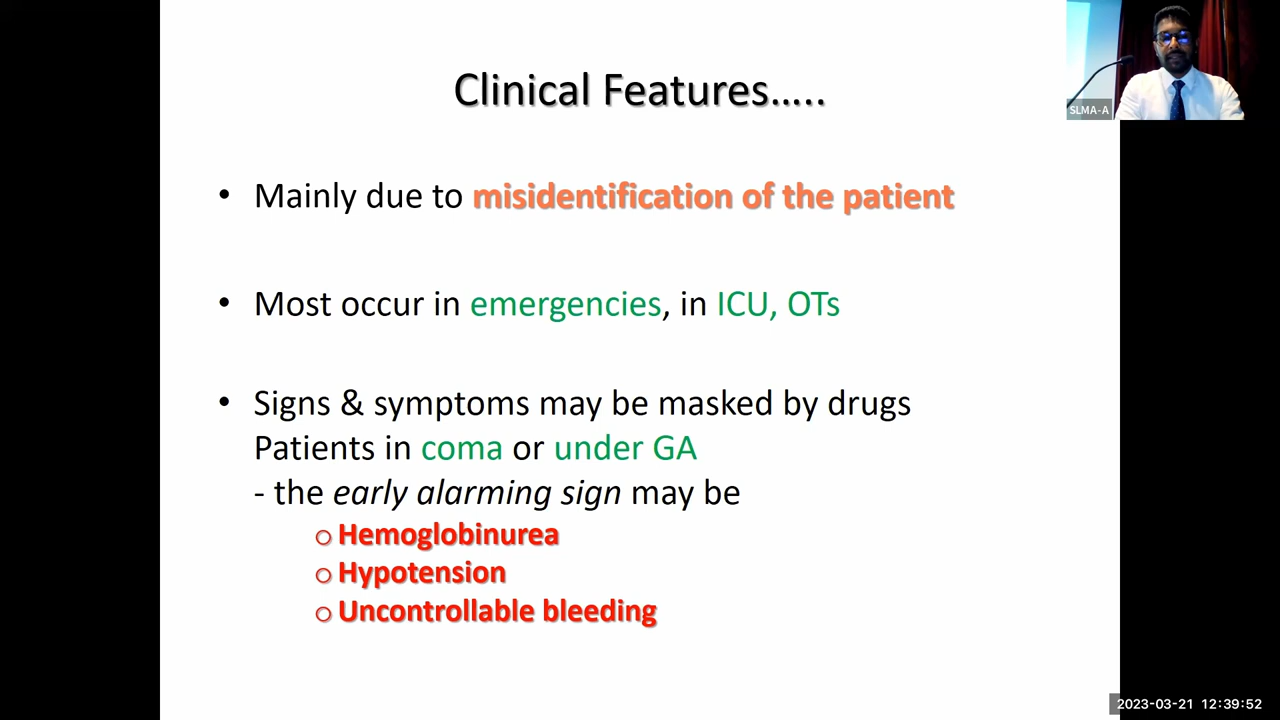 Clinical Features.....
SLMA-A
• Mainly due to misidentification of the patient
• Most occur in emergencies, in ICU, OTs
• Signs & symptoms may be masked by drugs
Patients in coma or under GA
- the early alarming sign may be
o Hemoglobinurea
o Hypotension
o Uncontrollable bleeding
2023-03-21 12:39:52